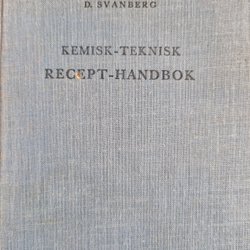 D. SVANBERG
KEMISK-TEKNISK
RECEPT-HANDBOK